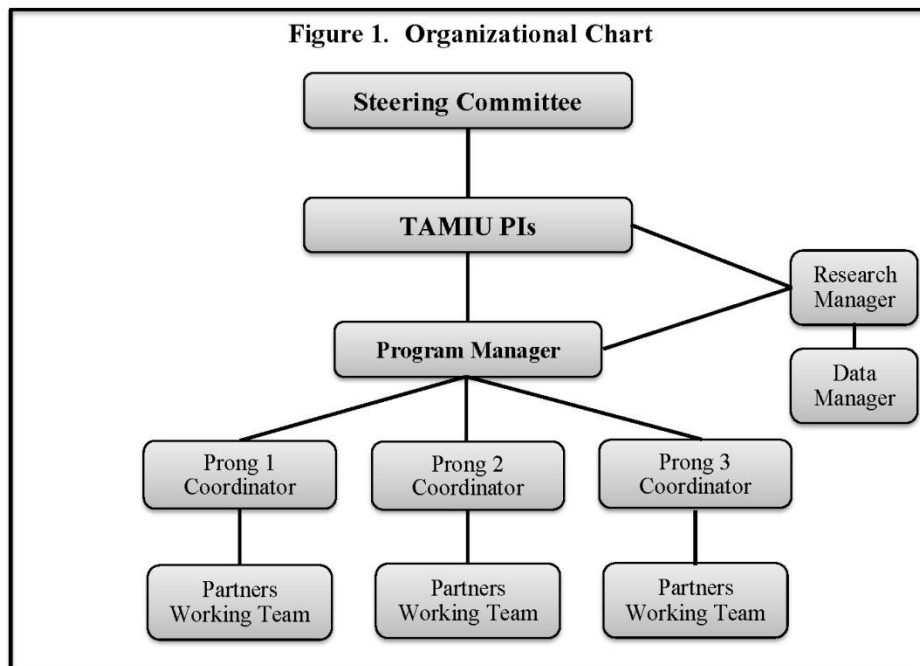 Figure 1. Organizational Chart
Steering Committee
TAMIU PIs
Research
Manager
Program Manager
Data
Manager
Prong 1
Coordinator
Prong 2
Coordinator
Prong 3
Coordinator
Partners
Working Team
Partners
Working Team
Partners
Working Team